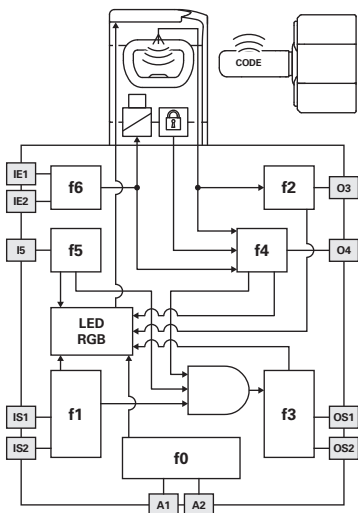 CODE
IE1
f6
f2
O3
IE2
I5
f5
f4
O4
LED
RGB
IS1
f1
f3
OS1
IS2
OS2
f0
A1
A2